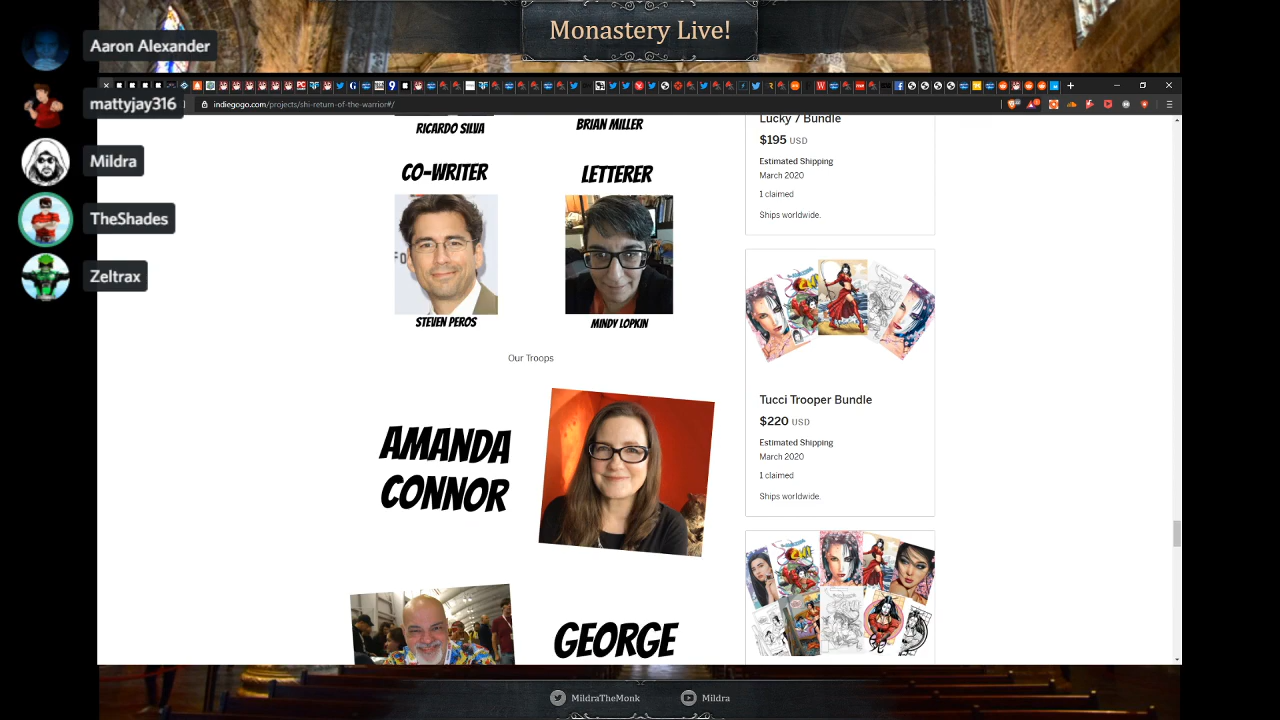 Monastery Live!
Aaron Alexander
mattyjay316
Mildra
TheShades
Zeltrax
indiegogo.com/projects/shi-return-of-the-warrior#/
RICARDO SILVA
BRIAN MILLER
CO-WRITER
LETTERER
STEVEN PEROS
MINDY LOPKIN
Our Troops
AMANDA
CONNOR
GEORGE
Lucky 7 Bundle
$195 USD
Estimated Shipping
March 2020
1 claimed
Ships worldwide.
Tucci Trooper Bundle
$220 USD
Estimated Shipping
March 2020
1 claimed
Ships worldwide.
MildraTheMonk
Mildra